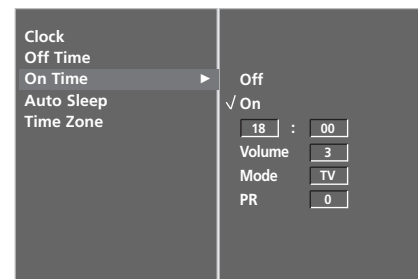 Clock
Off Time
On Time ►
Auto Sleep
Time Zone
Off
√ On
18 : 00
Volume 3
Mode TV
PR 0